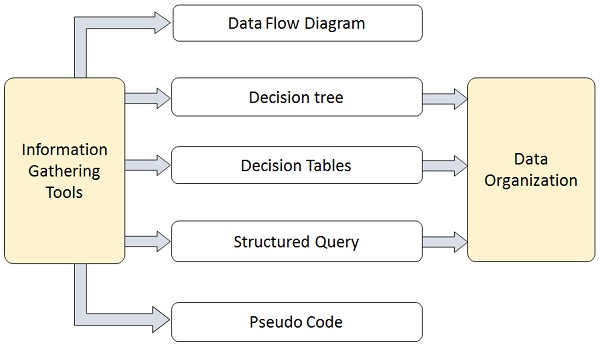 Data Flow Diagram
Information
Gathering
Tools
Decision tree
Decision Tables
Structured Query
Pseudo Code
Data
Organization